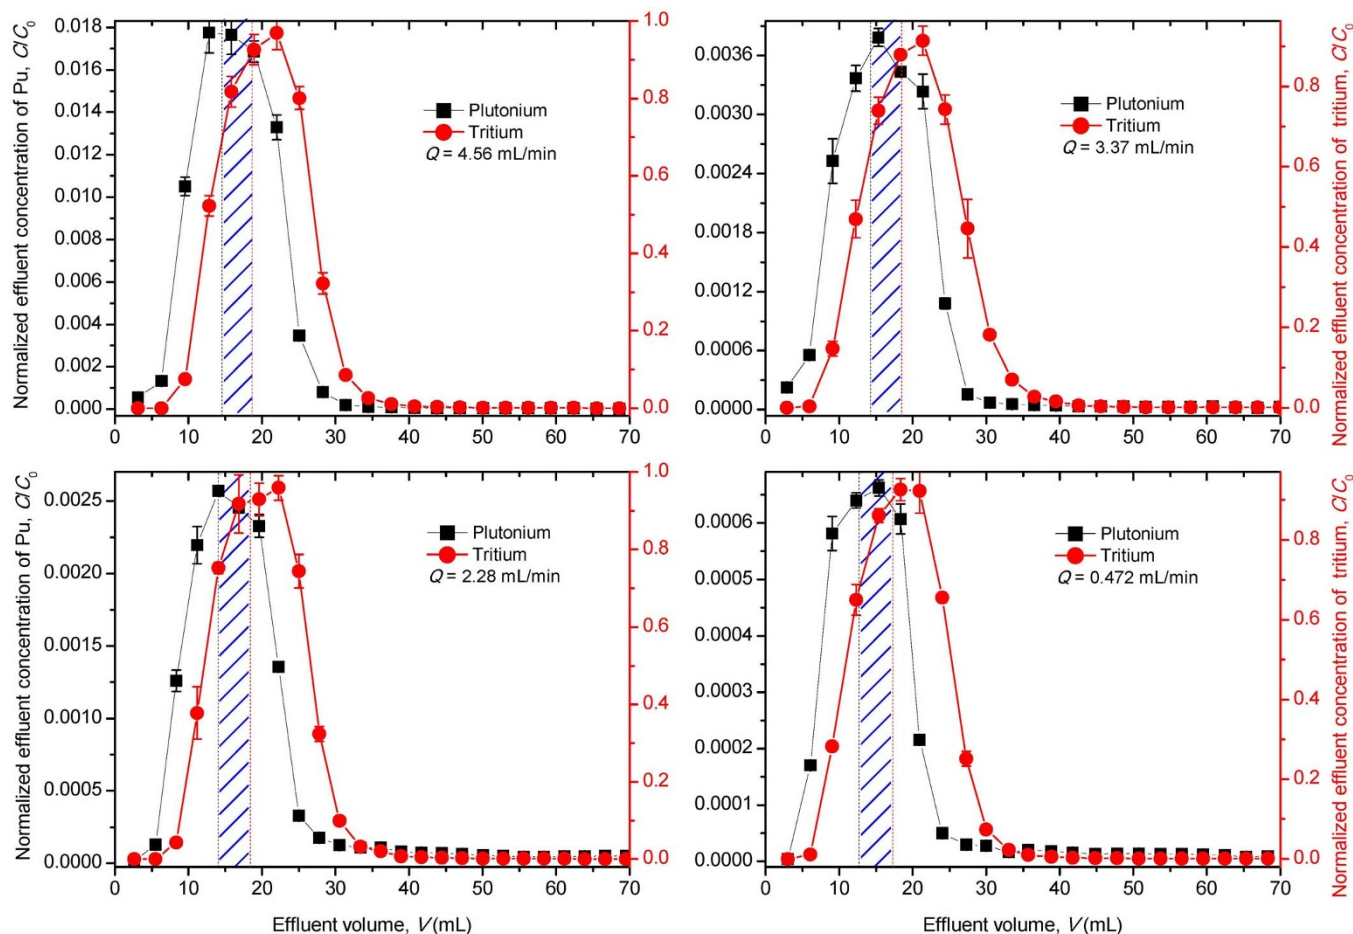 Normalized effluent concentration of Pu, C/C0
0.018
0.016
0.014
0.012
0.010
0.008
0.006
0.004
0.002
0.000
Plutonium
Tritium
Q = 4.56 mL/min
1.0
0.8
0.6
0.4
0.2
0.0
0 10 20 30 40 50 60 70
0.0036
0.0030
0.0024
0.0018
0.0012
0.0006
0.0000
Plutonium
Tritium
Q = 3.37 mL/min
1.0
0.8
0.6
0.4
0.2
0.0
Normalized effluent concentration of tritium, C/C0
0 10 20 30 40 50 60 70
Normalized effluent concentration of Pu, C/C0
0.0025
0.0020
0.0015
0.0010
0.0005
0.0000
Plutonium
Tritium
Q = 2.28 mL/min
1.0
0.8
0.6
0.4
0.2
0.0
0 10 20 30 40 50 60 70
Effluent volume, V (mL)
0.0006
0.0005
0.0004
0.0003
0.0002
0.0001
0.0000
Plutonium
Tritium
Q = 0.472 mL/min
0.8
0.6
0.4
0.2
0.0
Normalized effluent concentration of tritium, C/C0
0 10 20 30 40 50 60 70
Effluent volume, V (mL)